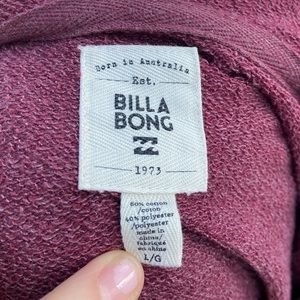 Born in Australia
Est.
BILLA
BONG
1973
60% cotton
/coton
40% polyester
/polyester
made in
china/
fabriqué
en chine
L/G